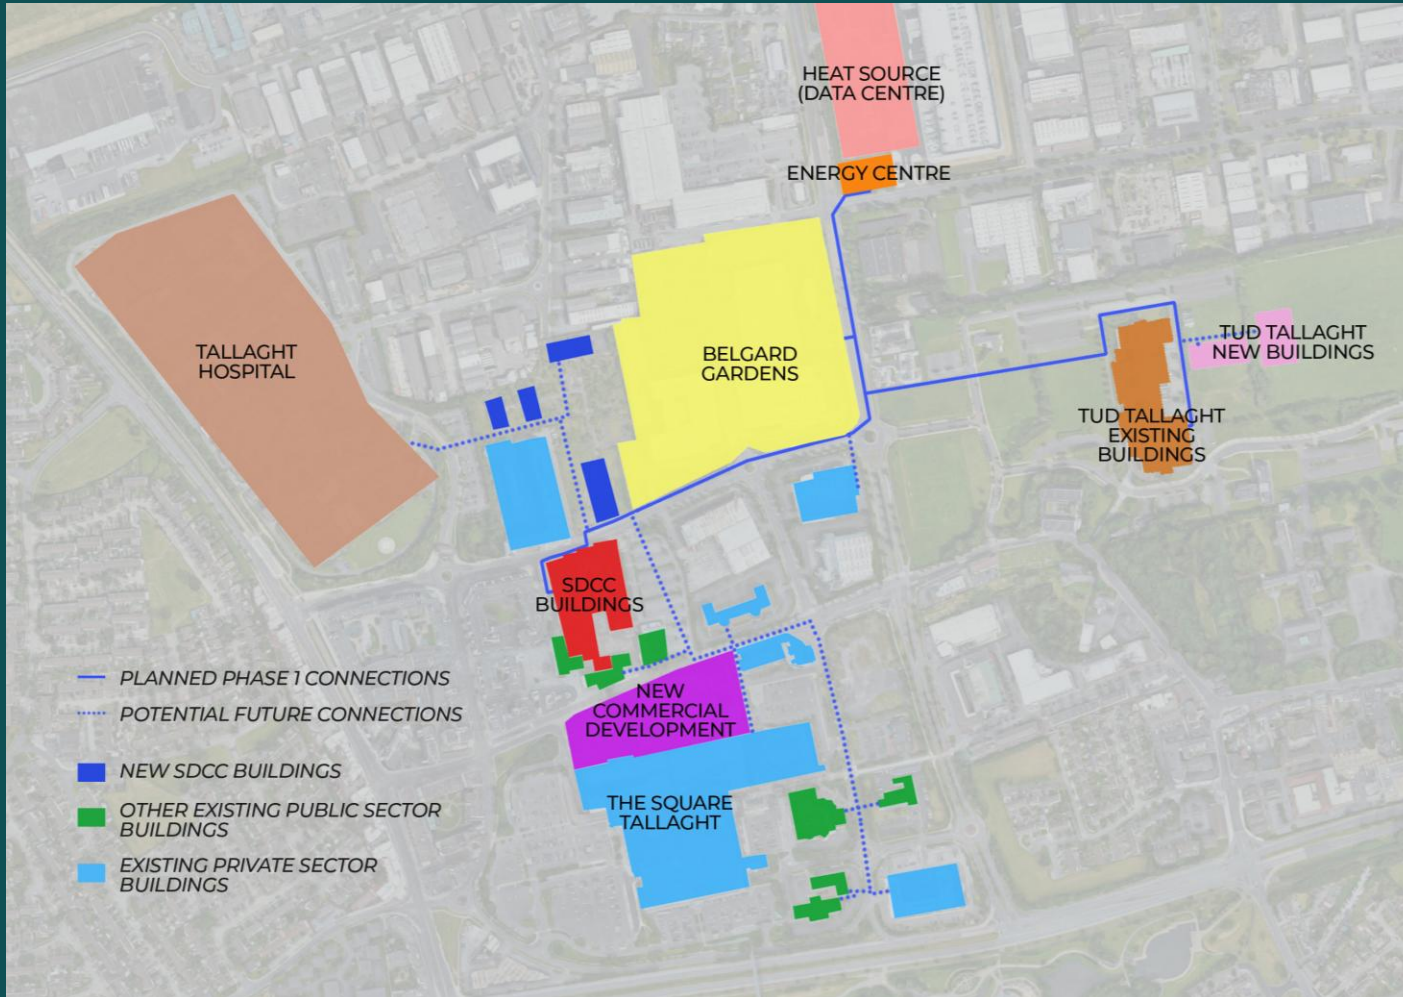 HEAT SOURCE
(DATA CENTRE)
ENERGY CENTRE
TALLAGHT
HOSPITAL
BELGARD
GARDENS
TUD TALLAGHT
NEW BUILDINGS
TUD TALLAGHT
EXISTING
BUILDINGS
SDCC
BUILDINGS
NEW
COMMERCIAL
DEVELOPMENT
THE SQUARE
TALLAGHT
PLANNED PHASE 1 CONNECTIONS
POTENTIAL FUTURE CONNECTIONS
NEW SDCC BUILDINGS
OTHER EXISTING PUBLIC SECTOR
BUILDINGS
EXISTING PRIVATE SECTOR
BUILDINGS